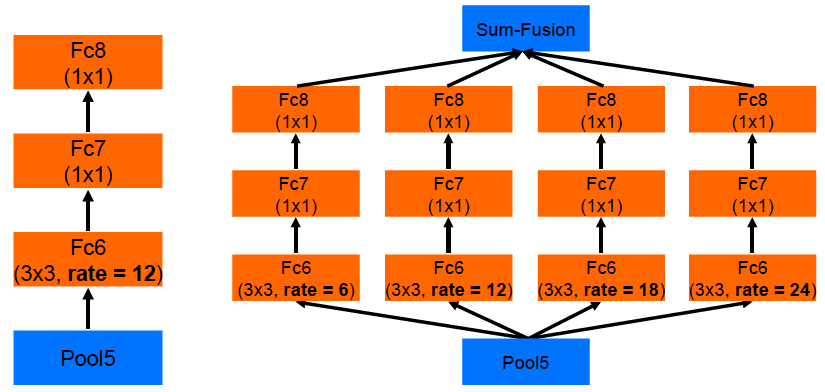 Fc8
(1x1)
Fc7
(1x1)
Fc6
(3x3, rate = 12)
Pool5
Sum-Fusion
Fc8
(1x1)
Fc8
(1x1)
Fc8
(1x1)
Fc8
(1x1)
Fc7
(1x1)
Fc7
(1x1)
Fc7
(1x1)
Fc7
(1x1)
Fc6
(3x3, rate = 6)
Fc6
(3x3, rate = 12)
Fc6
(3x3, rate = 18)
Fc6
(3x3, rate = 24)
Pool5